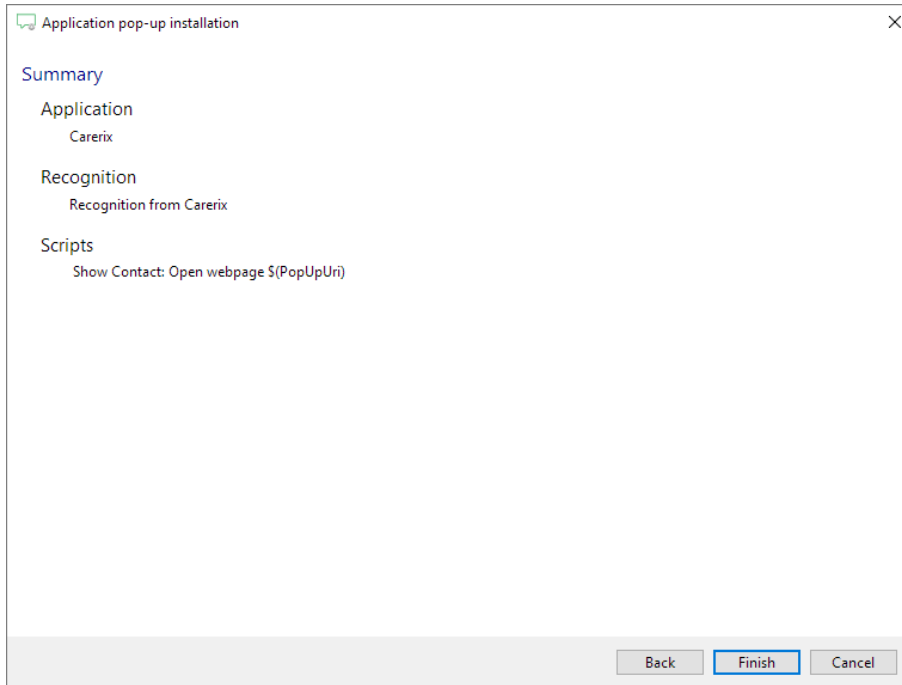 Application pop-up installation
Summary
Application
Carerix
Recognition
Recognition from Carerix
Scripts
Show Contact: Open webpage $(PopUpUri)
Back Finish Cancel